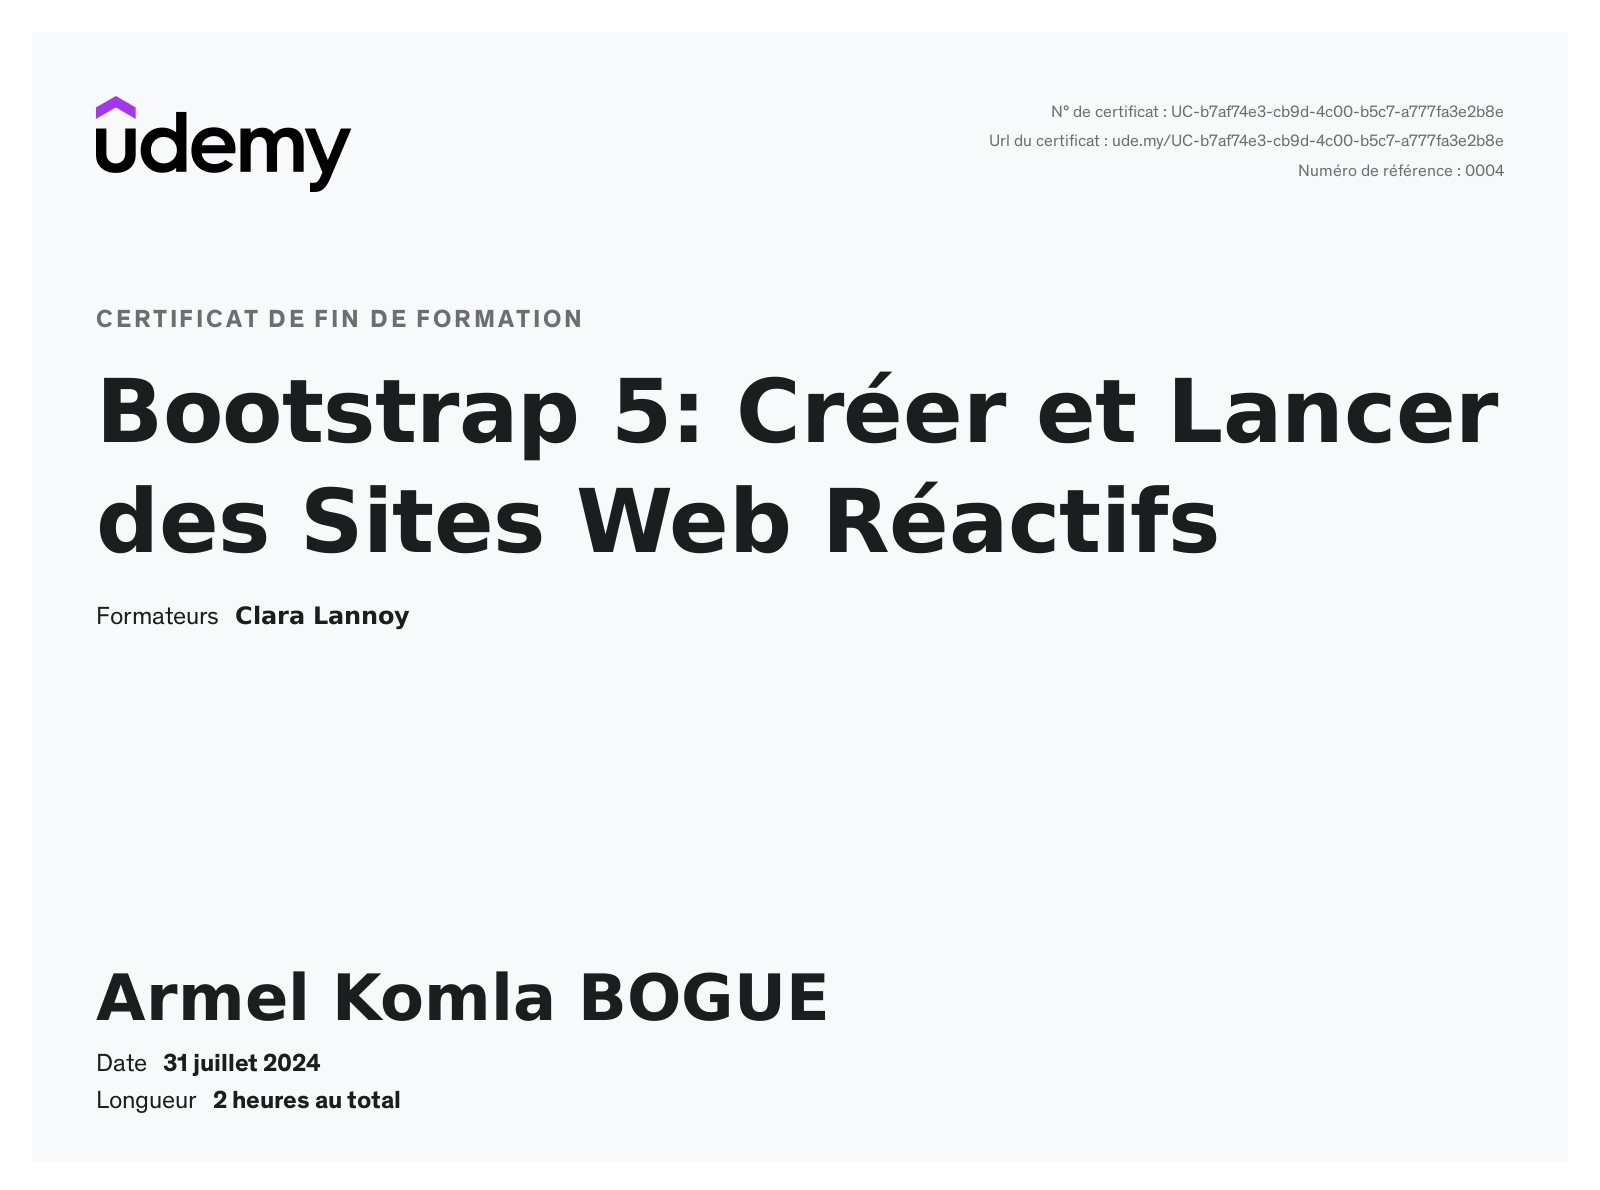 udemy
N° de certificat : UC-b7af74e3-cb9d-4c00-b5c7-a777fa3e2b8e
Url du certificat : ude.my/UC-b7af74e3-cb9d-4c00-b5c7-a777fa3e2b8e
Numéro de référence : 0004
CERTIFICAT DE FIN DE FORMATION
Bootstrap 5: Créer et Lancer
des Sites Web Réactifs
Formateurs Clara Lannoy
Armel Komla BOGUE
Date 31 juillet 2024
Longueur 2 heures au total